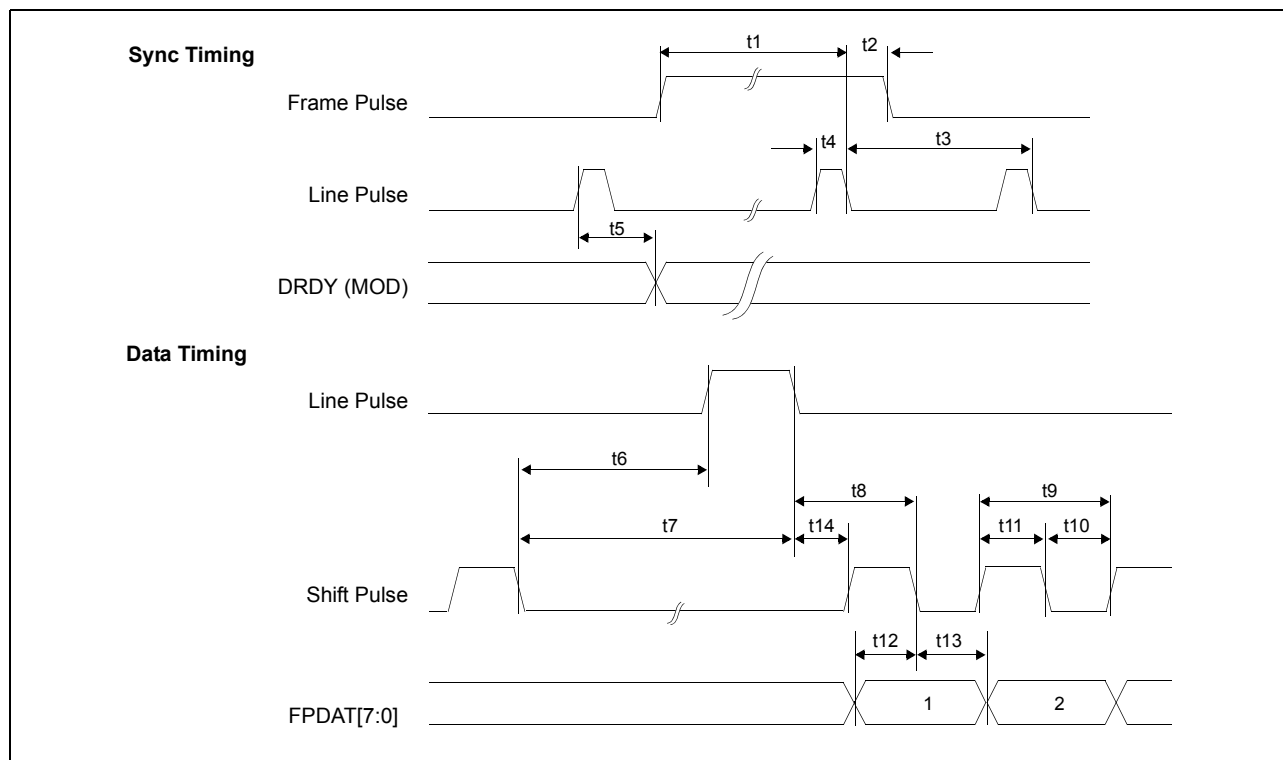 Sync Timing
t1
t2
Frame Pulse
t4
t3
Line Pulse
t5
DRDY (MOD)
Data Timing
Line Pulse
t6
t8
t9
t7
t14
t11
t10
Shift Pulse
t12
t13
FPDAT[7:0]
1
2